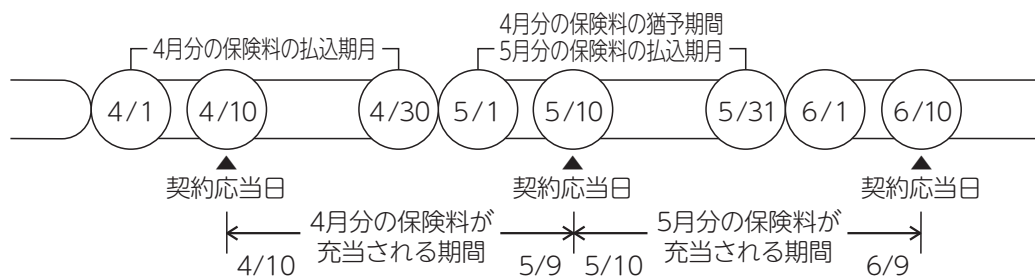 4月分の保険料の払込期月
4月分の保険料の猶予期間
5月分の保険料の払込期月
4/1
4/10
4/30
5/1
5/10
5/31
6/1
6/10
契約応当日
契約応当日
契約応当日
4月分の保険料が
充当される期間
5月分の保険料が
充当される期間
4/10
5/9
5/10
6/9